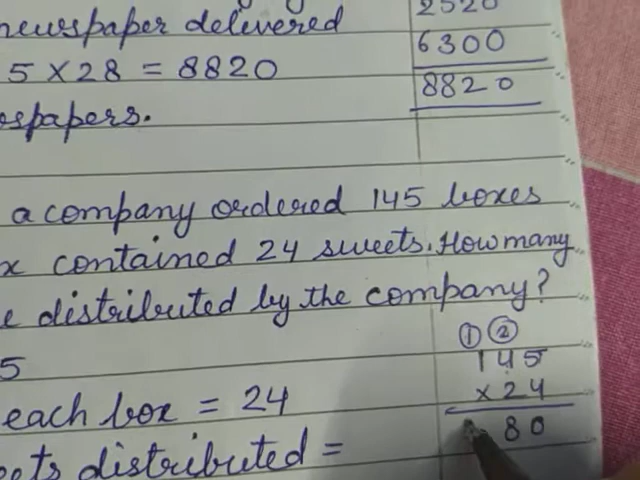 newspaper delivered
5 × 28 = 8820
spapers.
2520
6300
8820
a company ordered 145 boxes
x contained 24 sweets. How many
e distributed by the company?
5
each box = 24
ets distributed =
① ②
145
× 24
80